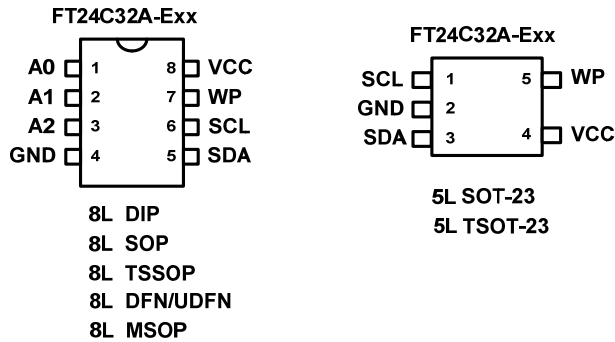 FT24C32A-Exx
A0 1 8 VCC
A1 2 7 WP
A2 3 6 SCL
GND 4 5 SDA
8L DIP
8L SOP
8L TSSOP
8L DFN/UDFN
8L MSOP
FT24C32A-Exx
SCL 1 5 WP
GND 2
SDA 3 4 VCC
5L SOT-23
5L TSOT-23